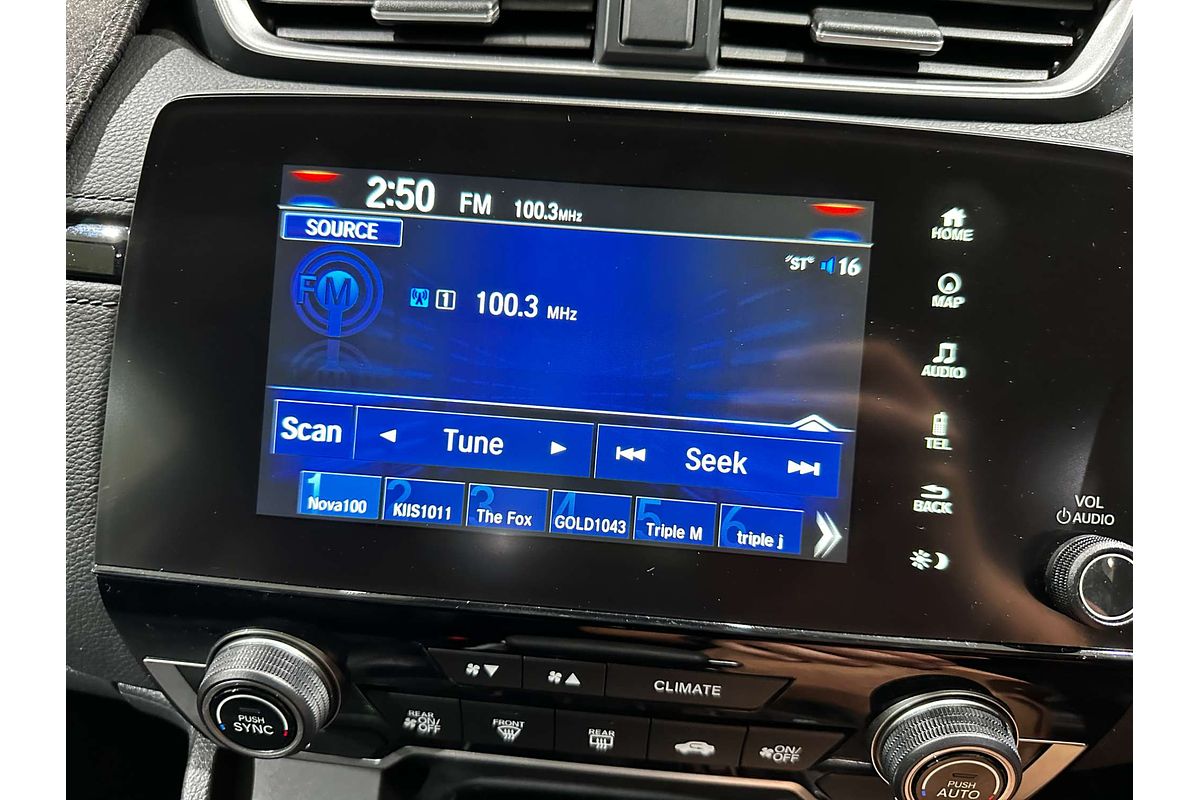 2:50 FM 100.3MHz
SOURCE
"ST" 16
FM
1 100.3 MHz
Scan Tune Seek
1 Nova100
2 KIIS1011
3 The Fox
4 GOLD1043
5 Triple M
6 triple j
HOME
MAP
AUDIO
TEL
BACK
VOL
AUDIO
CLIMATE
PUSH
SYNC
REAR
ON/
OFF
FRONT
REAR
ON/
OFF
PUSH
AUTO